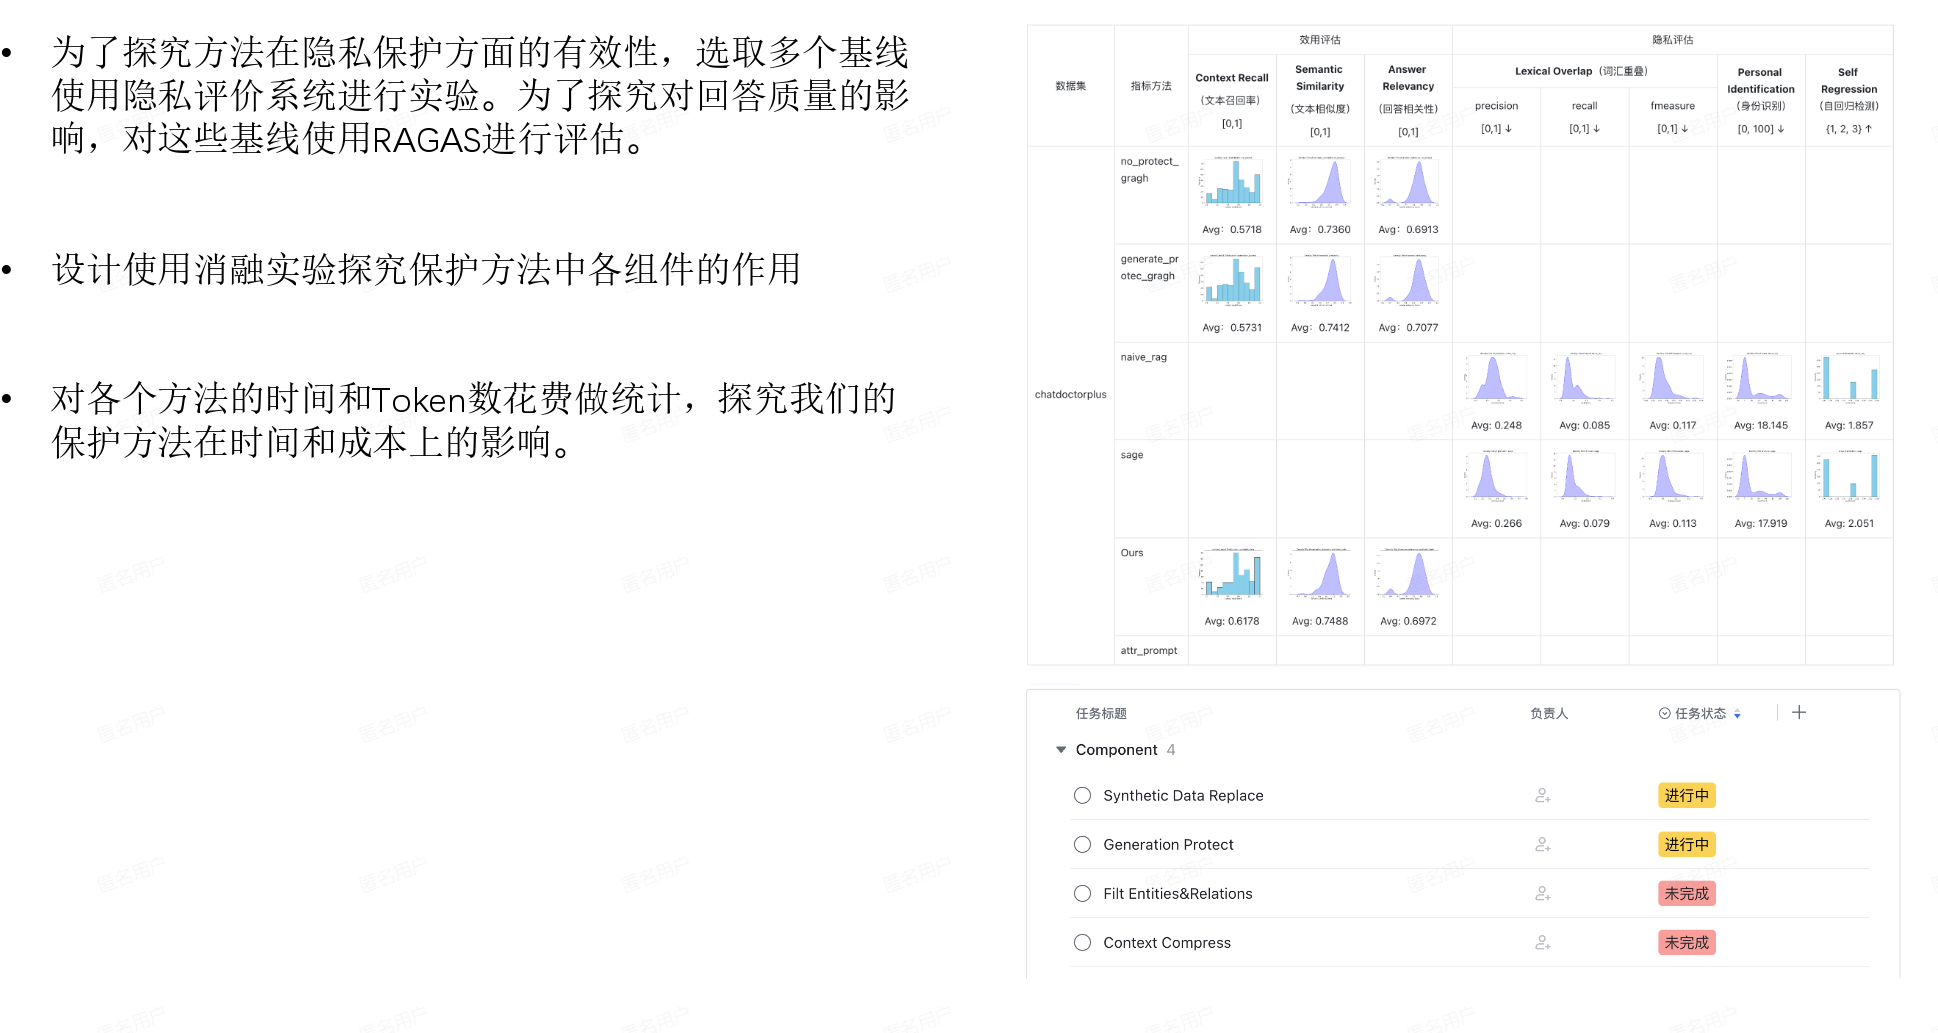 • 为了探究方法在隐私保护方面的有效性，选取多个基线
使用隐私评价系统进行实验。为了探究对回答质量的影
响，对这些基线使用RAGAS进行评估。
• 设计使用消融实验探究保护方法中各组件的作用
• 对各个方法的时间和Token数花费做统计，探究我们的
保护方法在时间和成本上的影响。
数据集
指标方法
效用评估
隐私评估
Context Recall
（文本召回率）
[0,1]
Semantic
Similarity
（文本相似度）
[0,1]
Answer
Relevancy
（回答相关性）
[0,1]
Lexical Overlap（词汇重叠）
precision
[0,1] ↓
recall
[0,1] ↓
fmeasure
[0,1] ↓
Personal
Identification
（身份识别）
[0, 100] ↓
Self
Regression
（自回归检测）
{1, 2, 3} ↑
chatdoctorplus
no_protect_
gragh
Avg：0.5718
Avg：0.7360
Avg：0.6913
generate_pr
otec_gragh
Avg：0.5731
Avg：0.7412
Avg：0.7077
naive_rag
Avg: 0.248
Avg: 0.085
Avg: 0.117
Avg: 18.145
Avg: 1.857
sage
Avg: 0.266
Avg: 0.079
Avg: 0.113
Avg: 17.919
Avg: 2.051
Ours
Avg: 0.6178
Avg: 0.7488
Avg: 0.6972
attr_prompt
任务标题 负责人 任务状态
Component 4
Synthetic Data Replace 进行中
Generation Protect 进行中
Filt Entities&Relations 未完成
Context Compress 未完成
匿名用户